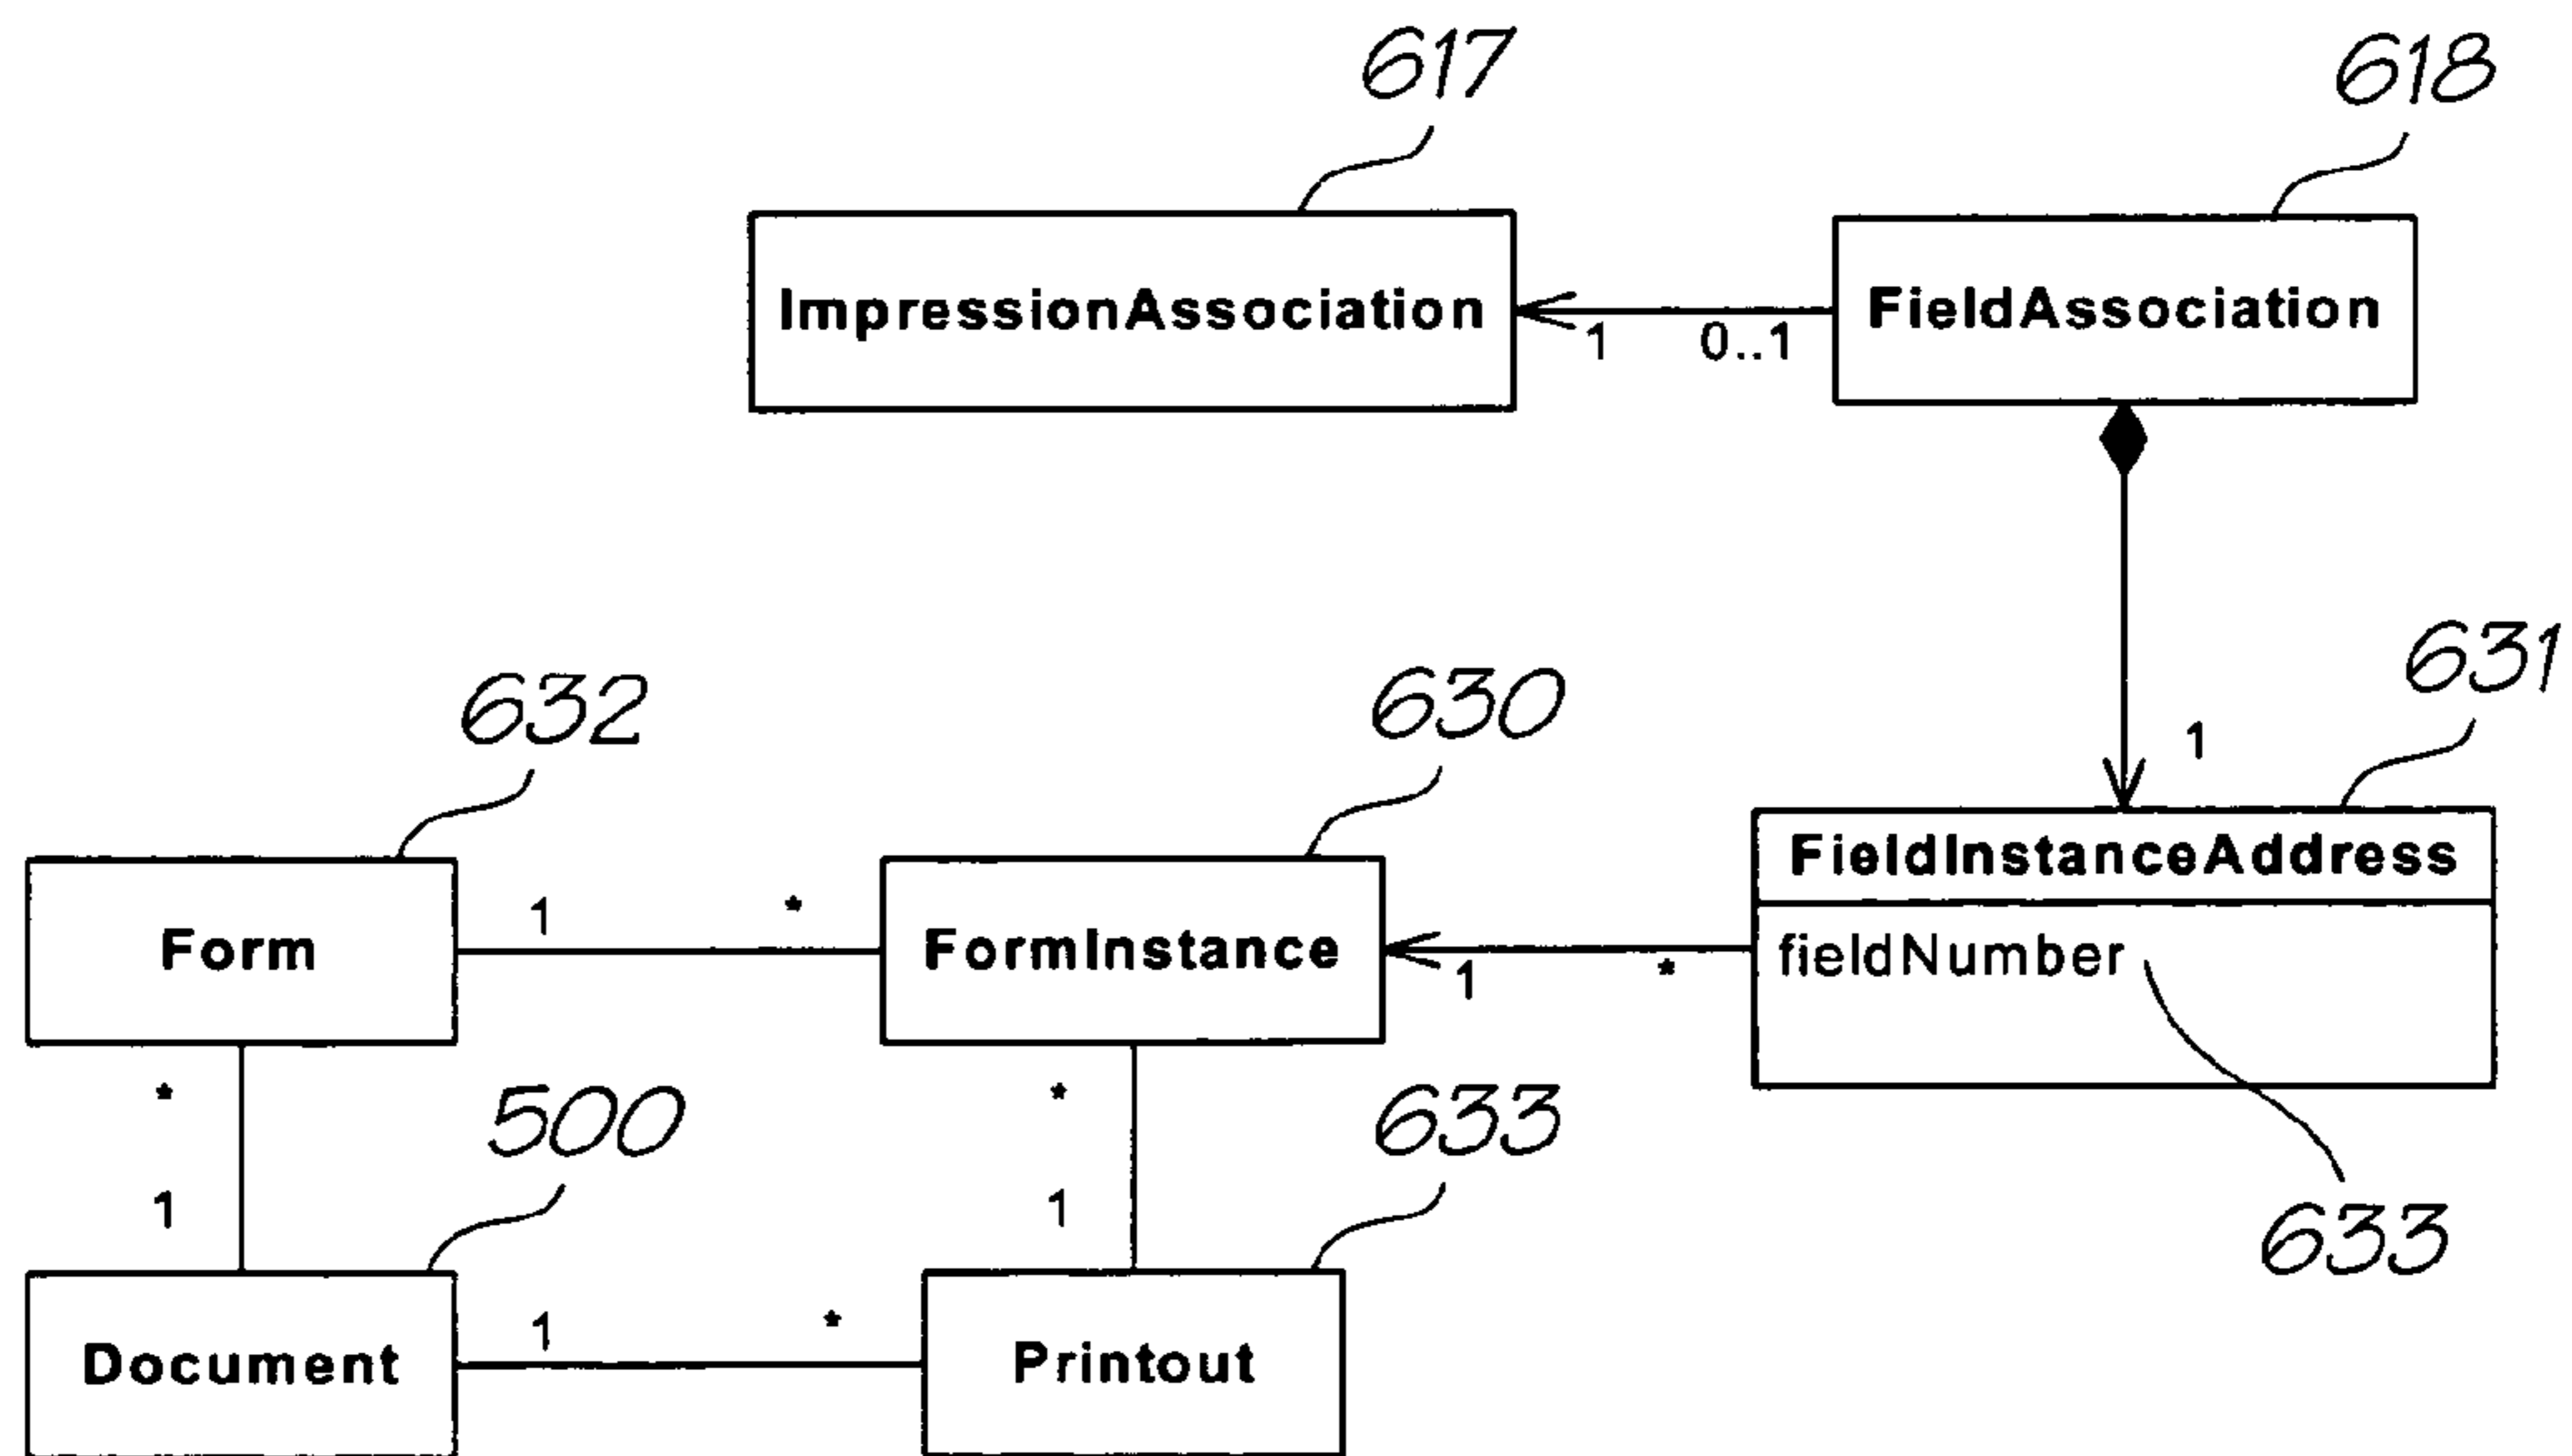 617
618
ImpressionAssociation
1 0..1
FieldAssociation
631
1
632
630
FieldInstanceAddress
Form
1 *
FormInstance
1 *
fieldNumber
* 
1
500
*
1
633
633
Document
1 *
Printout